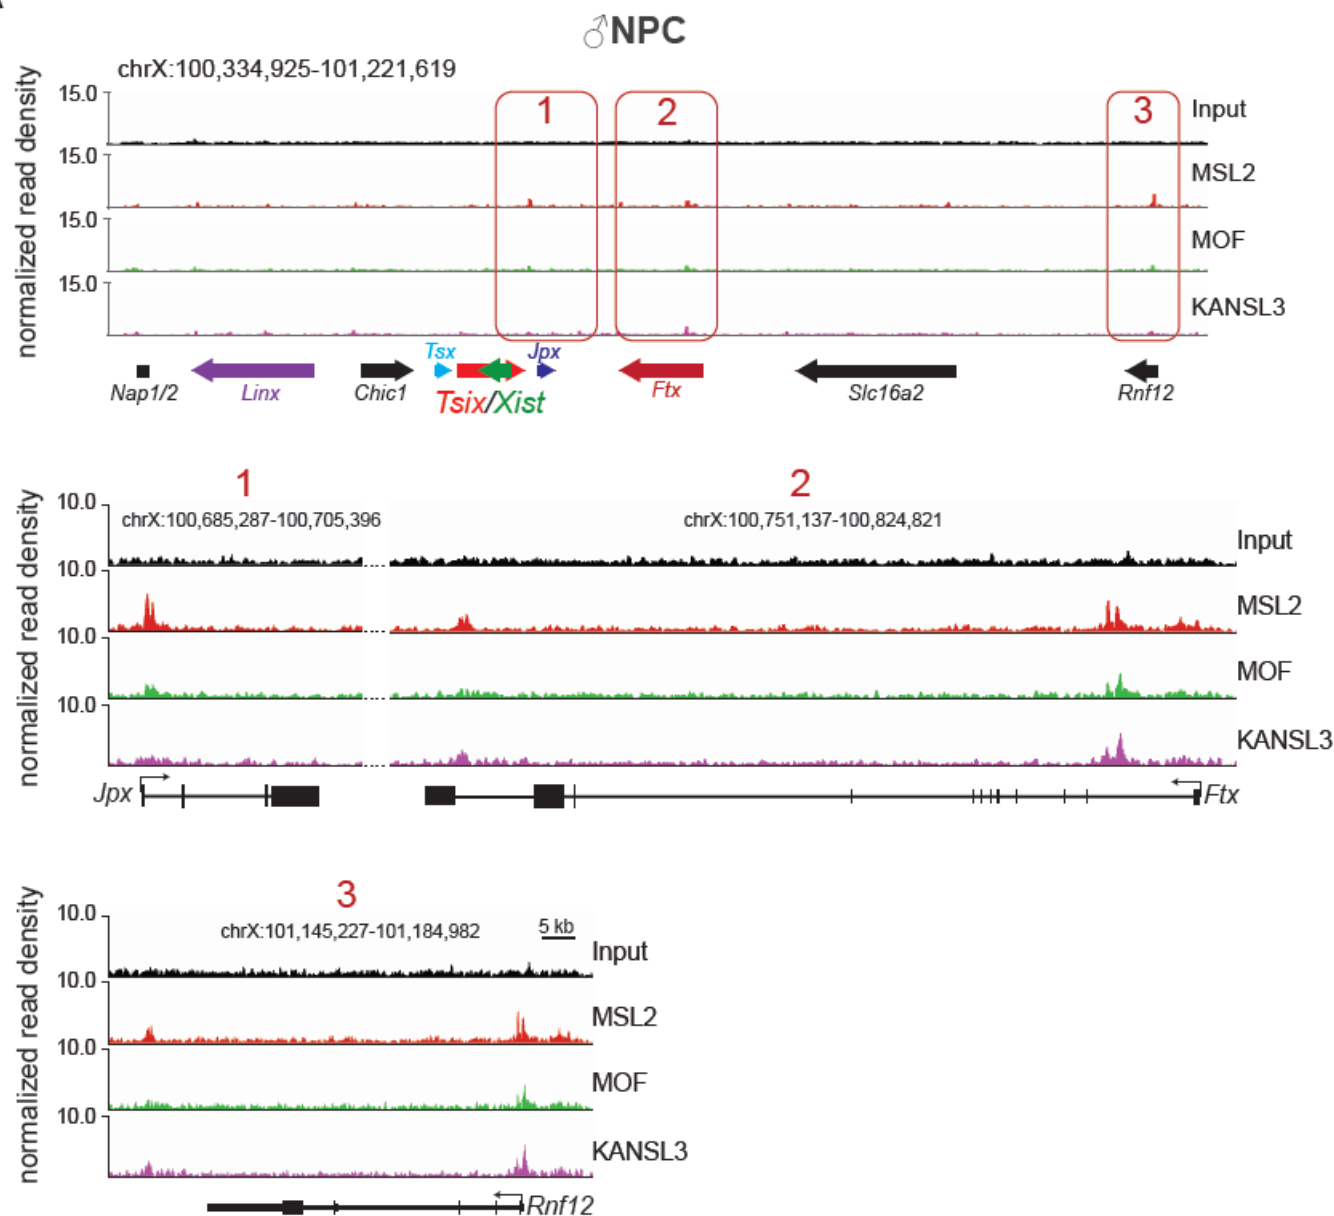 ♂NPC
chrX:100,334,925-101,221,619
normalized read density
15.0
1
2
3
Input
15.0
MSL2
15.0
MOF
15.0
KANSL3
Tsx
Jpx
Nap1/2
Linx
Chic1
Tsix/Xist
Ftx
Slc16a2
Rnf12
1
2
normalized read density
10.0
chrX:100,685,287-100,705,396
chrX:100,751,137-100,824,821
Input
10.0
MSL2
10.0
MOF
10.0
KANSL3
Jpx
Ftx
3
normalized read density
10.0
chrX:101,145,227-101,184,982
5 kb
Input
10.0
MSL2
10.0
MOF
10.0
KANSL3
Rnf12